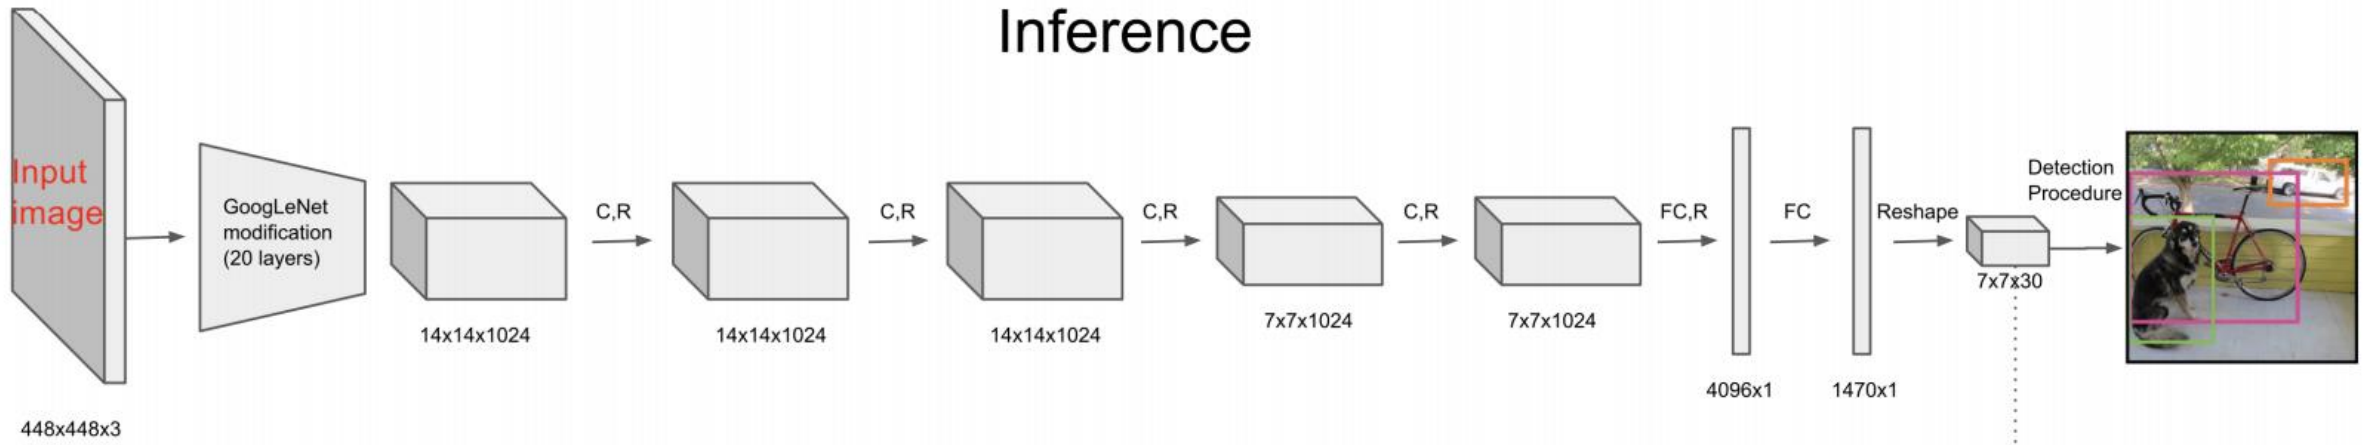 Inference
Input
image
448x448x3
GoogLeNet
modification
(20 layers)
14x14x1024
C,R
14x14x1024
C,R
14x14x1024
C,R
7x7x1024
C,R
7x7x1024
FC,R
4096x1
FC
1470x1
Reshape
7x7x30
Detection
Procedure